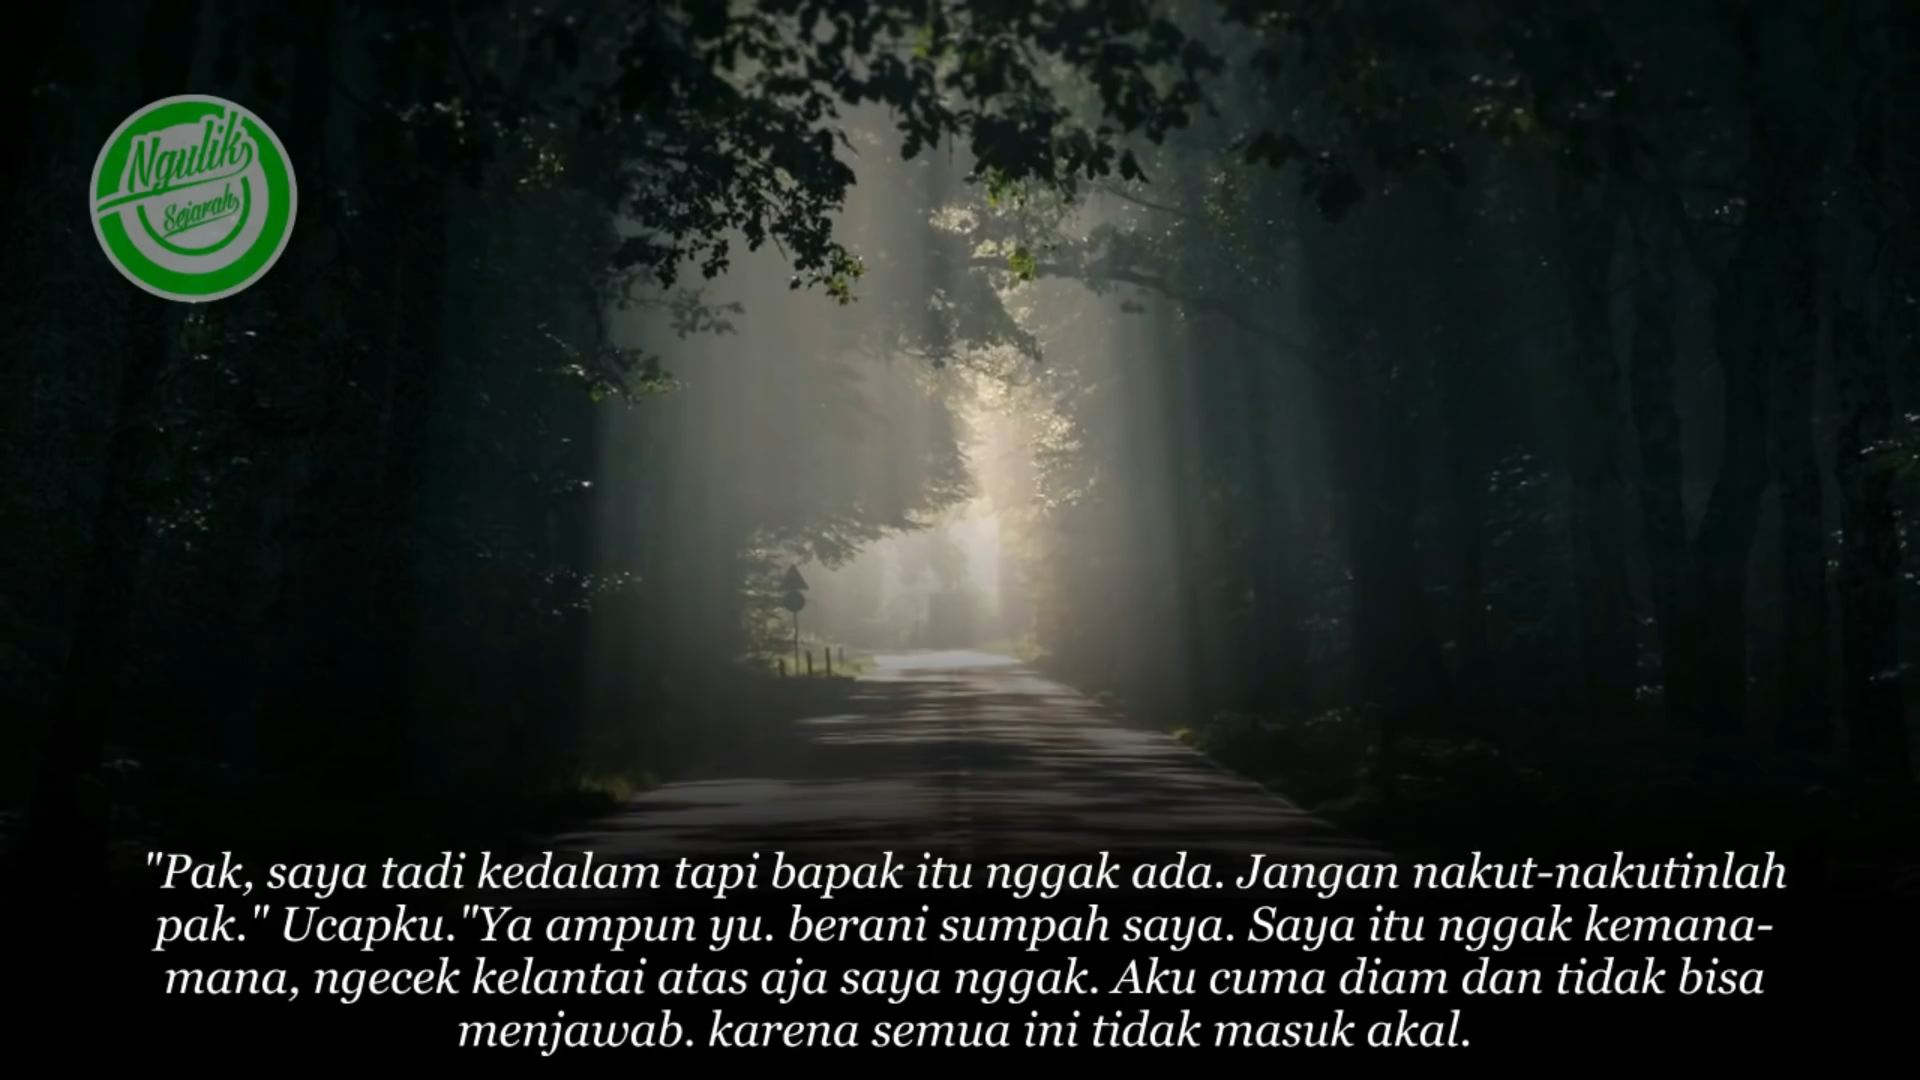 Ngulik
Sejarah
"Pak, saya tadi kedalam tapi bapak itu nggak ada. Jangan nakut-nakutinlah
pak." Ucapku."Ya ampun yu. berani sumpah saya. Saya itu nggak kemana-
mana, ngecek kelantai atas aja saya nggak. Aku cuma diam dan tidak bisa
menjawab. karena semua ini tidak masuk akal.